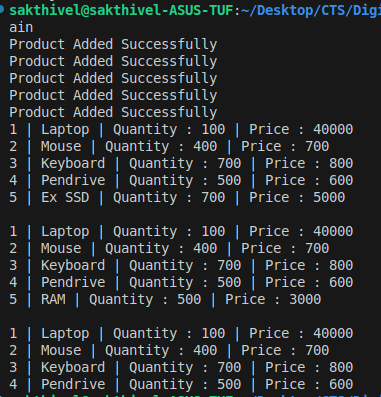 sakthivel@sakthivel-ASUS-TUF:~/Desktop/CTS/Digi
ain
Product Added Successfully
Product Added Successfully
Product Added Successfully
Product Added Successfully
Product Added Successfully
1 | Laptop | Quantity : 100 | Price : 40000
2 | Mouse | Quantity : 400 | Price : 700
3 | Keyboard | Quantity : 700 | Price : 800
4 | Pendrive | Quantity : 500 | Price : 600
5 | Ex SSD | Quantity : 700 | Price : 5000
1 | Laptop | Quantity : 100 | Price : 40000
2 | Mouse | Quantity : 400 | Price : 700
3 | Keyboard | Quantity : 700 | Price : 800
4 | Pendrive | Quantity : 500 | Price : 600
5 | RAM | Quantity : 500 | Price : 3000
1 | Laptop | Quantity : 100 | Price : 40000
2 | Mouse | Quantity : 400 | Price : 700
3 | Keyboard | Quantity : 700 | Price : 800
4 | Pendrive | Quantity : 500 | Price : 600